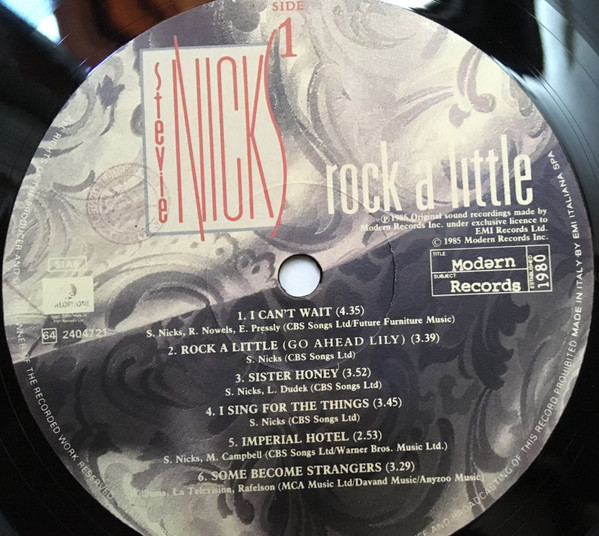 SIDE
1
stevie
NICKS
rock a little
℗ 1985 Original sound recordings made by
Modern Records Inc. under exclusive licence to
EMI Records Ltd.
© 1985 Modern Records Inc.
TITLE
Modərn
SUBJECT
Records
1980
S.I.A.E.
64 2404721
1. I CAN'T WAIT (4.35)
S. Nicks, R. Nowels, E. Pressly (CBS Songs Ltd/Future Furniture Music)
2. ROCK A LITTLE (GO AHEAD LILY) (3.39)
S. Nicks (CBS Songs Ltd)
3. SISTER HONEY (3.52)
S. Nicks, L. Dudek (CBS Songs Ltd)
4. I SING FOR THE THINGS (3.45)
S. Nicks (CBS Songs Ltd)
5. IMPERIAL HOTEL (2.53)
S. Nicks, M. Campbell (CBS Songs Ltd/Warner Bros. Music Ltd.)
6. SOME BECOME STRANGERS (3.29)
La Television, Rafelson (MCA Music Ltd/Davand Music/Anyzoo Music)
OF THE RECORDED WORK RESERVED
AND BROADCASTING OF THIS RECORD PROHIBITED MADE IN ITALY BY EMI ITALIANA SPA